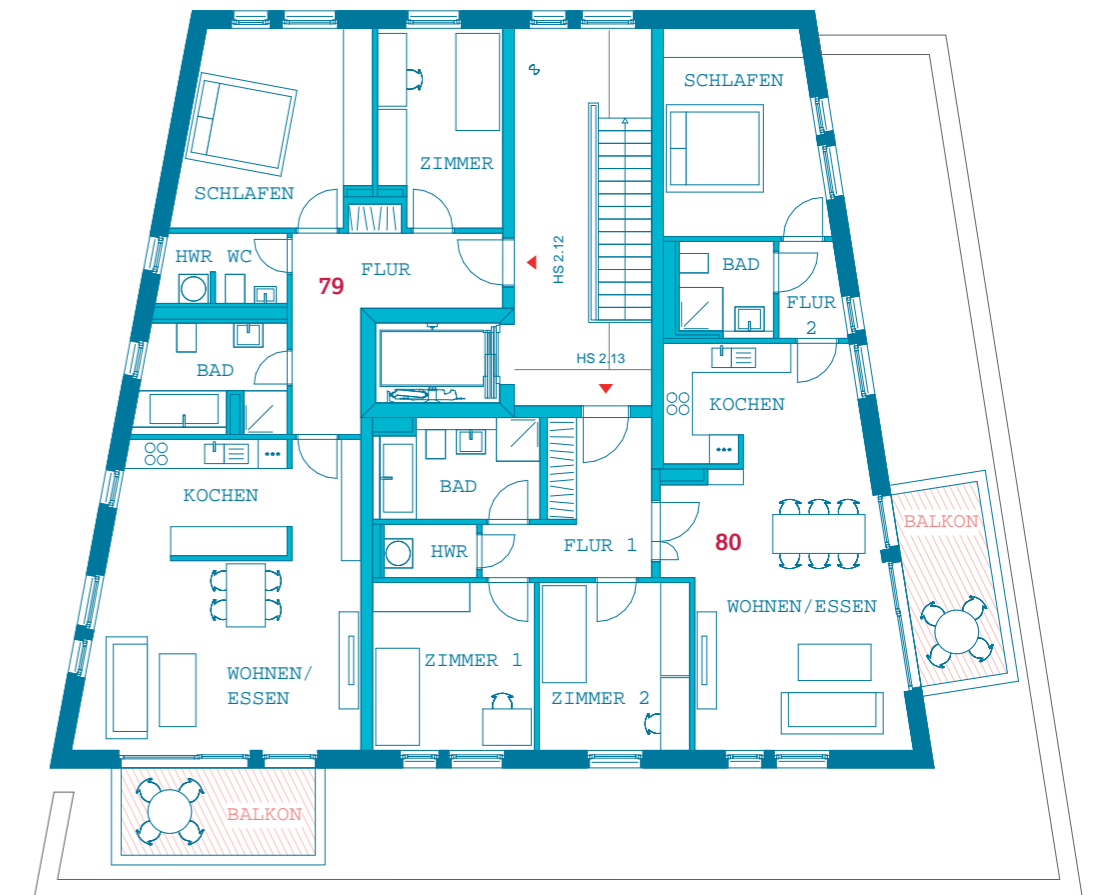 SCHLAFEN
ZIMMER
SCHLAFEN
HWR WC
79
FLUR
HS 2.12
BAD
FLUR
2
BAD
HS 2.13
KOCHEN
KOCHEN
BAD
HWR
FLUR 1
80
BALKON
WOHNEN/ESSEN
WOHNEN/
ESSEN
ZIMMER 1
ZIMMER 2
BALKON